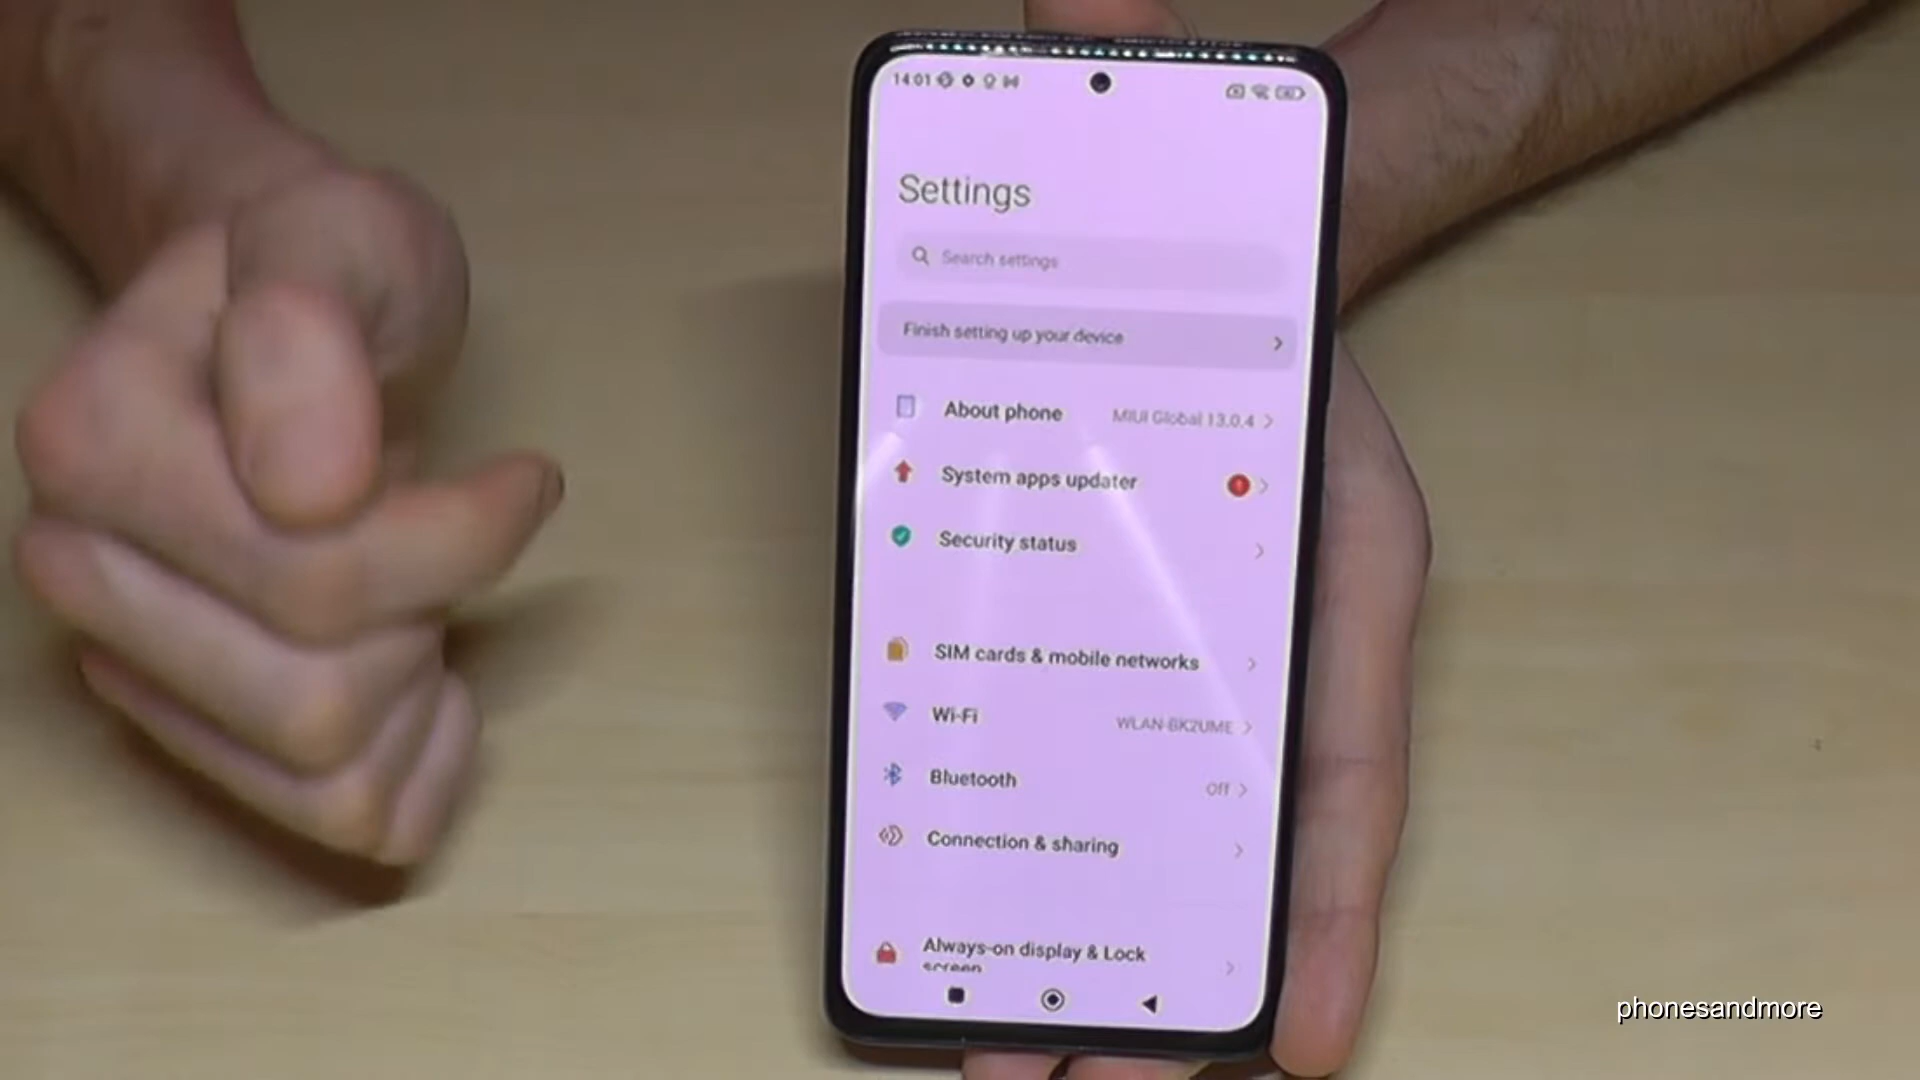 14:01
Settings
Search settings
Finish setting up your device
About phone
MIUI Global 13.0.4
System apps updater
Security status
SIM cards & mobile networks
Wi-Fi
WLAN-BK2UME
Bluetooth
Off
Connection & sharing
Always-on display & Lock
screen
phonesandmore